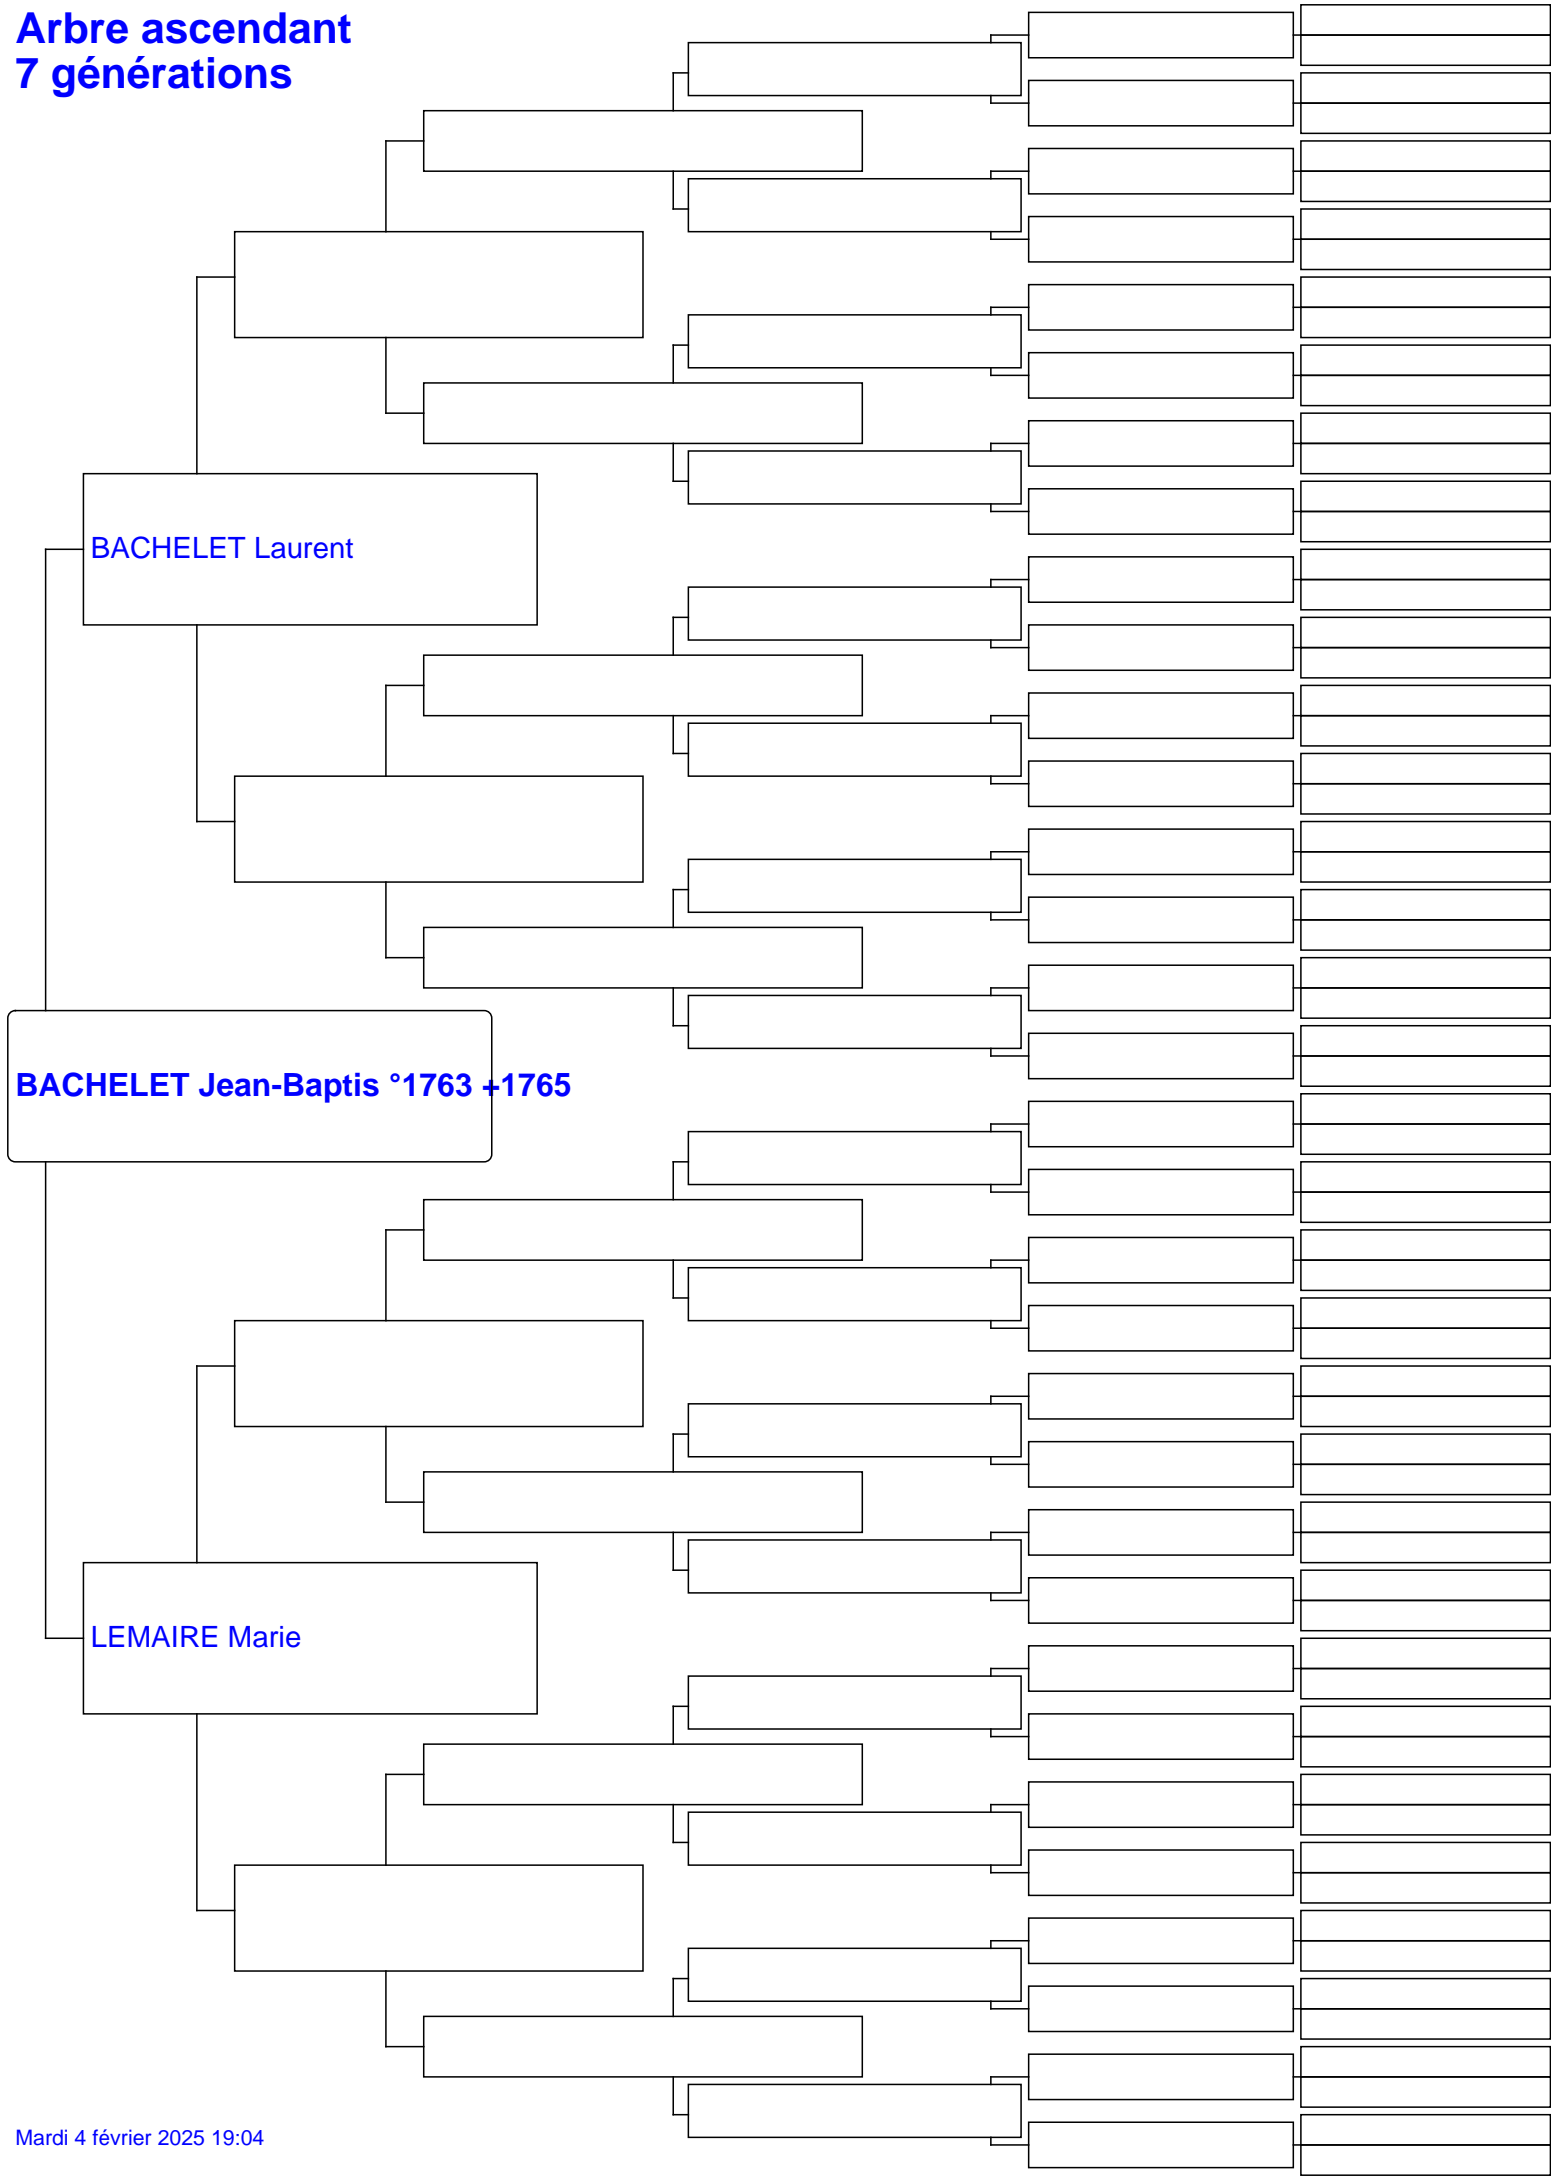 Arbre ascendant
7 générations
BACHELET Laurent
BACHELET Jean-Baptis °1763 +1765
LEMAIRE Marie
Mardi 4 février 2025 19:04